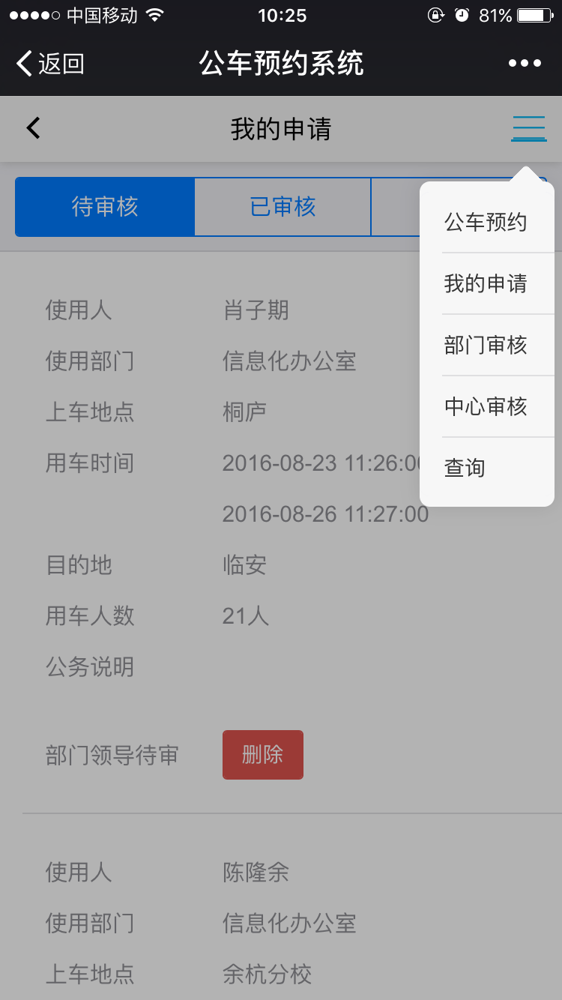 中国移动 10:25 81%
返回 公车预约系统
我的申请
待审核 已审核
公车预约
我的申请
部门审核
中心审核
查询
使用人 肖子期
使用部门 信息化办公室
上车地点 桐庐
用车时间 2016-08-23 11:26:00
2016-08-26 11:27:00
目的地 临安
用车人数 21人
公务说明
部门领导待审 删除
使用人 陈隆余
使用部门 信息化办公室
上车地点 余杭分校